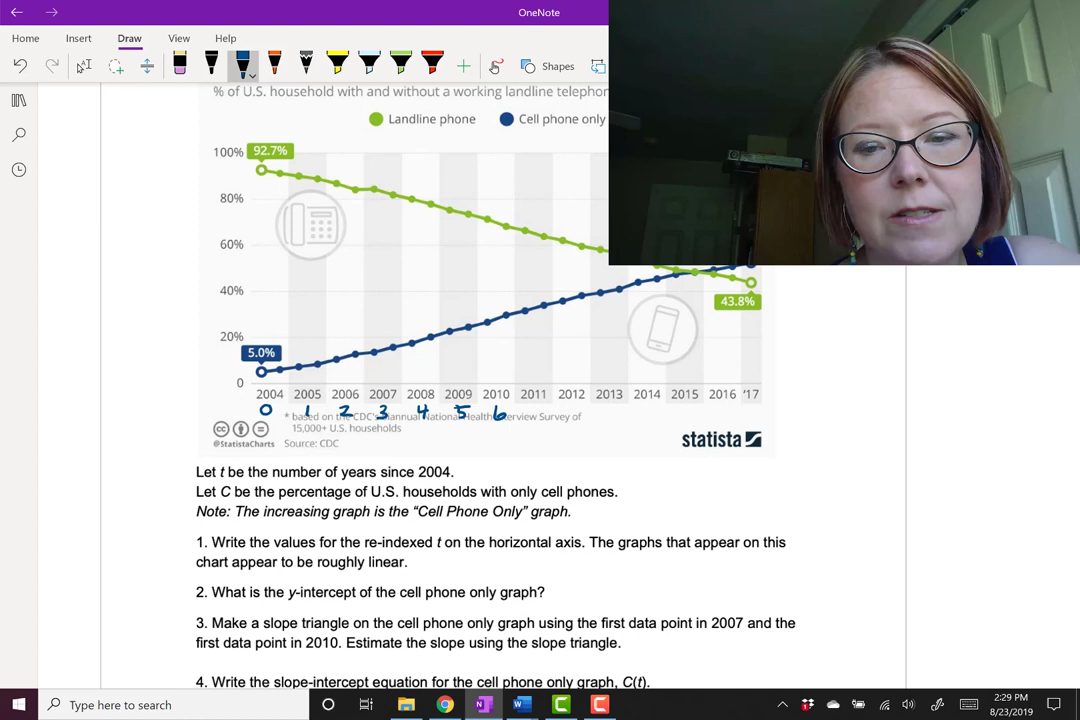 OneNote
Home Insert Draw View Help
Shapes
% of U.S. household with and without a working landline telephon
Landline phone Cell phone only
100%
92.7%
80%
60%
40%
43.8%
20%
5.0%
0
2004 2005 2006 2007 2008 2009 2010 2011 2012 2013 2014 2015 2016 '17
0 1 2 3 4 5 6
* based on the CDC's biannual National Health Interview Survey of
15,000+ U.S. households
@StatistaCharts Source: CDC
statista
Let t be the number of years since 2004.
Let C be the percentage of U.S. households with only cell phones.
Note: The increasing graph is the “Cell Phone Only” graph.
1. Write the values for the re-indexed t on the horizontal axis. The graphs that appear on this
chart appear to be roughly linear.
2. What is the y-intercept of the cell phone only graph?
3. Make a slope triangle on the cell phone only graph using the first data point in 2007 and the
first data point in 2010. Estimate the slope using the slope triangle.
4. Write the slope-intercept equation for the cell phone only graph, C(t).
Type here to search
2:29 PM
8/23/2019